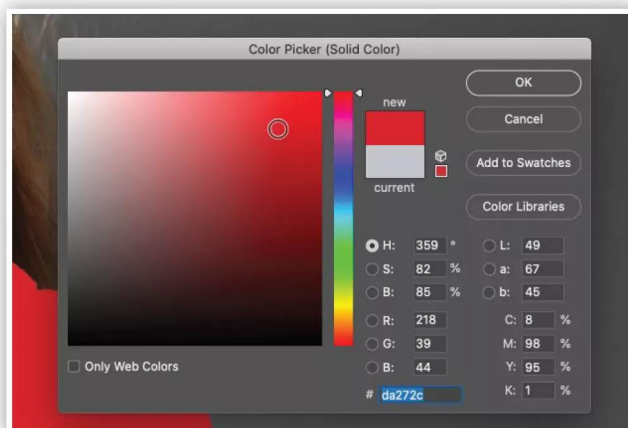 Color Picker (Solid Color)
new
current
OK
Cancel
Add to Swatches
Color Libraries
H: 359 °
S: 82 %
B: 85 %
R: 218
G: 39
B: 44
# da272c
L: 49
a: 67
b: 45
C: 8 %
M: 98 %
Y: 95 %
K: 1 %
Only Web Colors